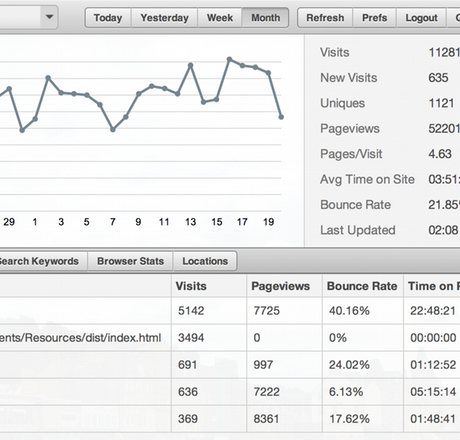 Today Yesterday Week Month Refresh Prefs Logout
Visits 11281
New Visits 635
Uniques 1121
Pageviews 52201
Pages/Visit 4.63
Avg Time on Site 03:51:
Bounce Rate 21.85%
Last Updated 02:08
29 1 3 5 7 9 11 13 15 17 19
Search Keywords Browser Stats Locations
Visits Pageviews Bounce Rate Time on P
5142 7725 40.16% 22:48:21
ents/Resources/dist/index.html 3494 0 0% 00:00:00
691 997 24.02% 01:12:52
636 7222 6.13% 05:15:14
369 8361 17.62% 01:48:41